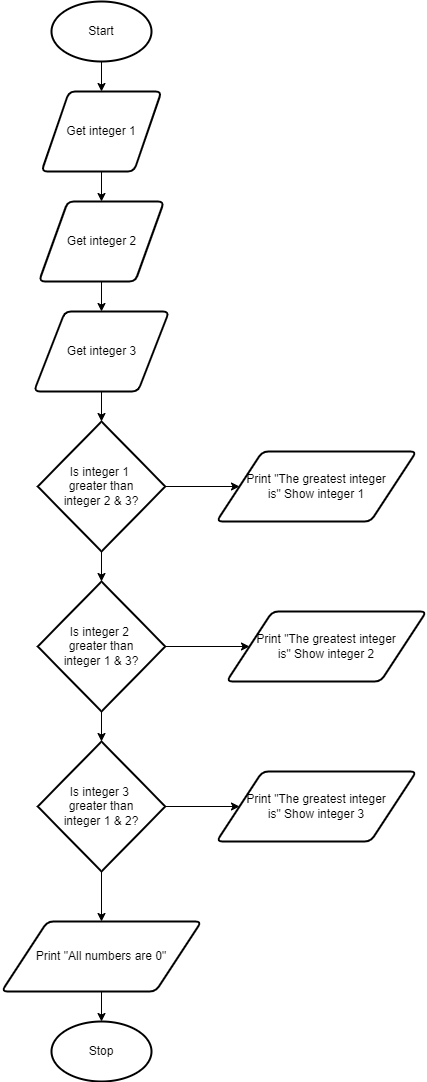 Start
Get integer 1
Get integer 2
Get integer 3
Is integer 1
greater than
integer 2 & 3?
Print "The greatest integer
is" Show integer 1
Is integer 2
greater than
integer 1 & 3?
Print "The greatest integer
is" Show integer 2
Is integer 3
greater than
integer 1 & 2?
Print "The greatest integer
is" Show integer 3
Print "All numbers are 0"
Stop